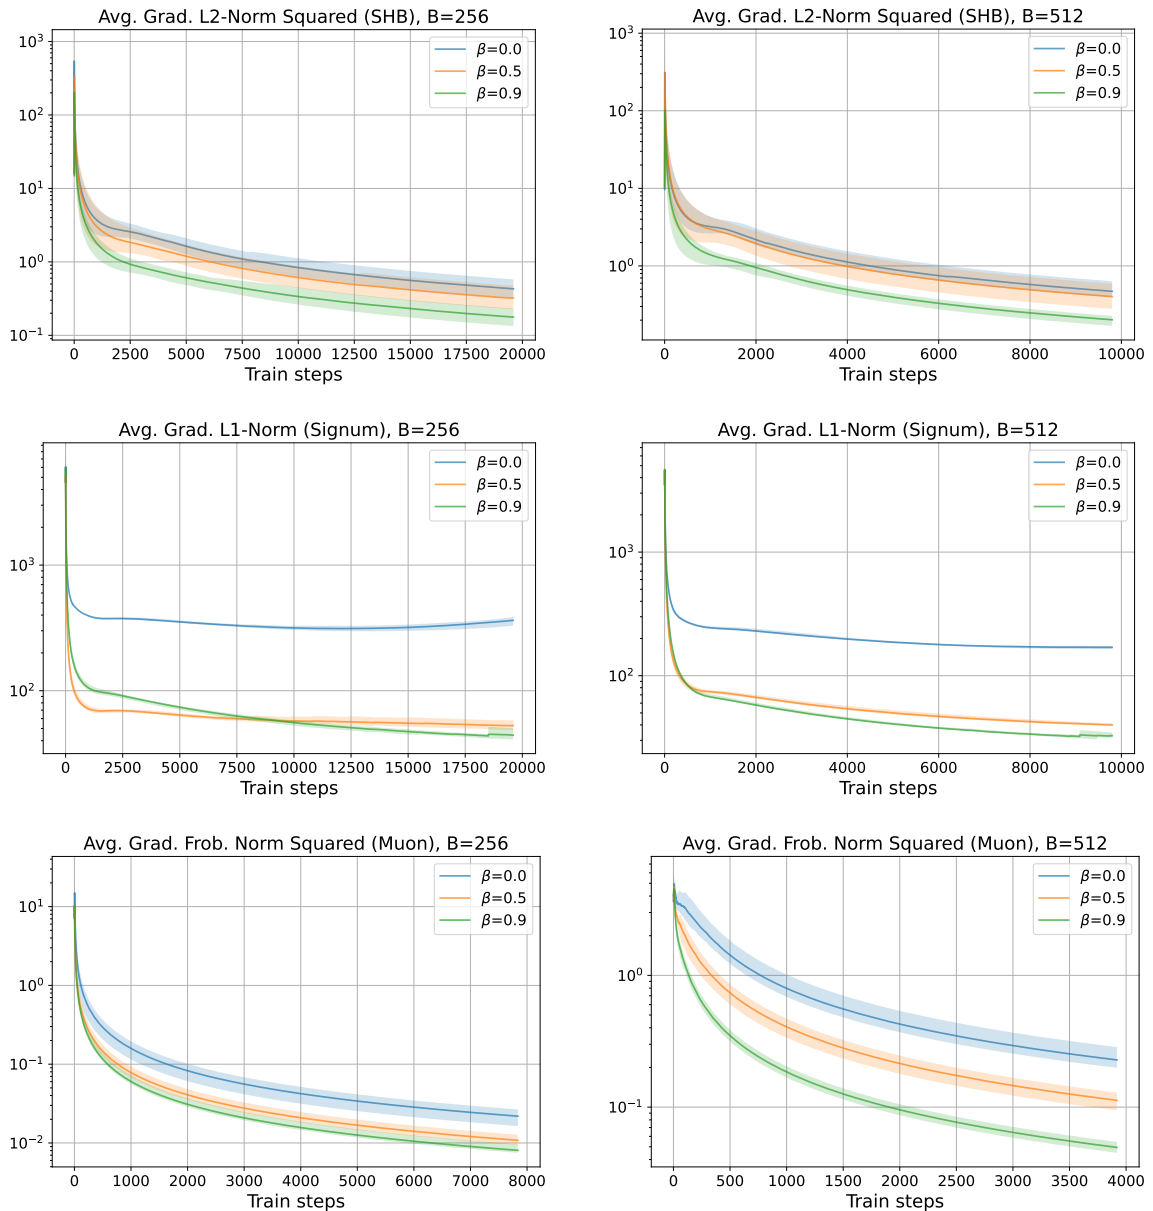 Avg. Grad. L2-Norm Squared (SHB), B=256
10³
10²
10¹
10⁰
10⁻¹
β=0.0
β=0.5
β=0.9
0 2500 5000 7500 10000 12500 15000 17500 20000
Train steps
Avg. Grad. L2-Norm Squared (SHB), B=512
10³
10²
10¹
10⁰
β=0.0
β=0.5
β=0.9
0 2000 4000 6000 8000 10000
Train steps
Avg. Grad. L1-Norm (Signum), B=256
10³
10²
β=0.0
β=0.5
β=0.9
0 2500 5000 7500 10000 12500 15000 17500 20000
Train steps
Avg. Grad. L1-Norm (Signum), B=512
10³
10²
β=0.0
β=0.5
β=0.9
0 2000 4000 6000 8000 10000
Train steps
Avg. Grad. Frob. Norm Squared (Muon), B=256
10¹
10⁰
10⁻¹
10⁻²
β=0.0
β=0.5
β=0.9
0 1000 2000 3000 4000 5000 6000 7000 8000
Train steps
Avg. Grad. Frob. Norm Squared (Muon), B=512
10⁰
10⁻¹
β=0.0
β=0.5
β=0.9
0 500 1000 1500 2000 2500 3000 3500 4000
Train steps